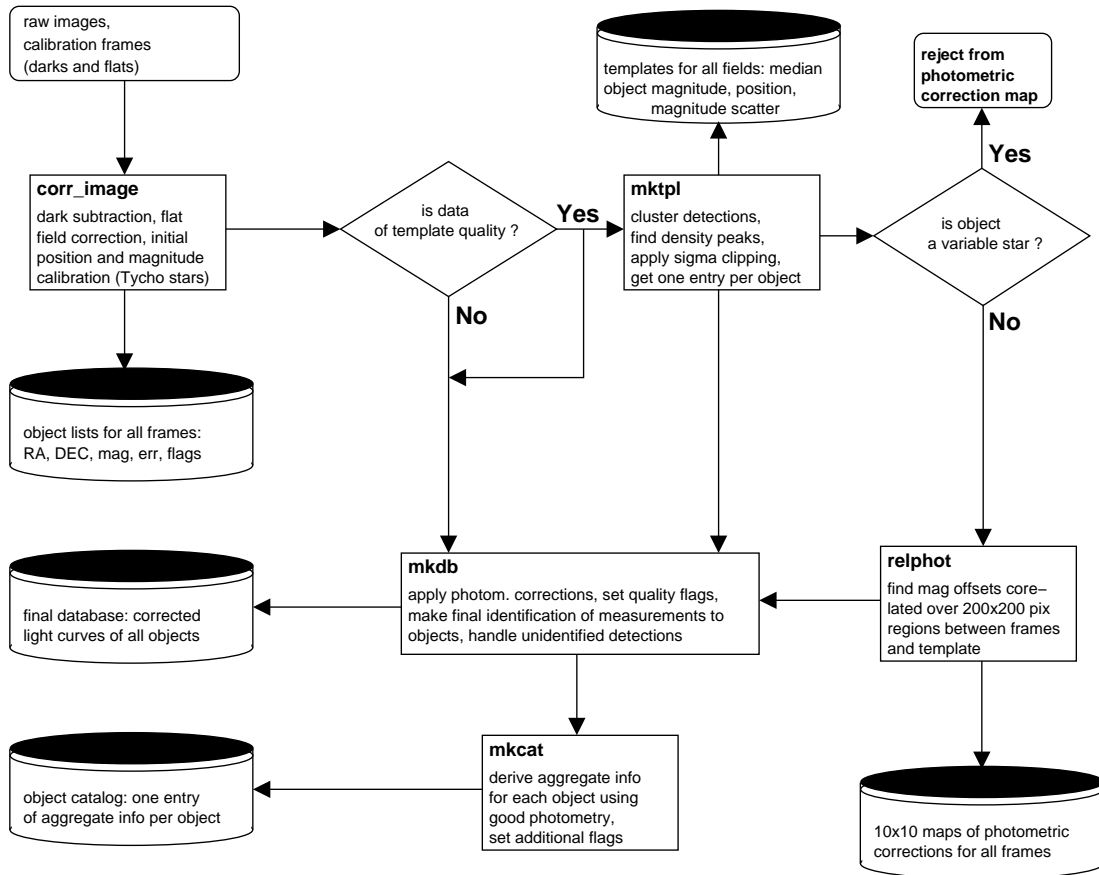 raw images,
calibration frames
(darks and flats)
templates for all fields: median
object magnitude, position,
magnitude scatter
reject from
photometric
correction map
corr_image
dark subtraction, flat
field correction, initial
position and magnitude
calibration (Tycho stars)
is data
of template quality ?
Yes
No
mktpl
cluster detections,
find density peaks,
apply sigma clipping,
get one entry per object
Yes
is object
a variable star ?
No
object lists for all frames:
RA, DEC, mag, err, flags
final database: corrected
light curves of all objects
mkdb
apply photom. corrections, set quality flags,
make final identification of measurements to
objects, handle unidentified detections
relphot
find mag offsets core–
lated over 200x200 pix
regions between frames
and template
object catalog: one entry
of aggregate info per object
mkcat
derive aggregate info
for each object using
good photometry,
set additional flags
10x10 maps of photometric
corrections for all frames